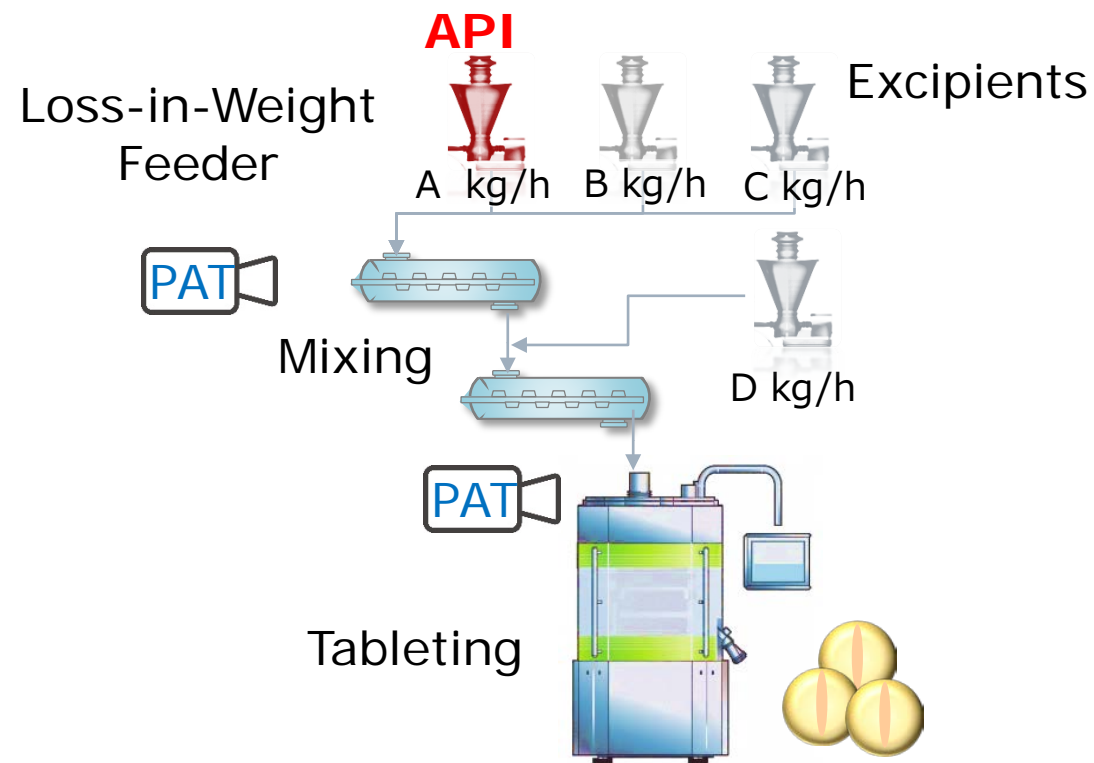 API
Excipients
Loss-in-Weight
Feeder
A kg/h
B kg/h
C kg/h
PAT
Mixing
D kg/h
PAT
Tableting